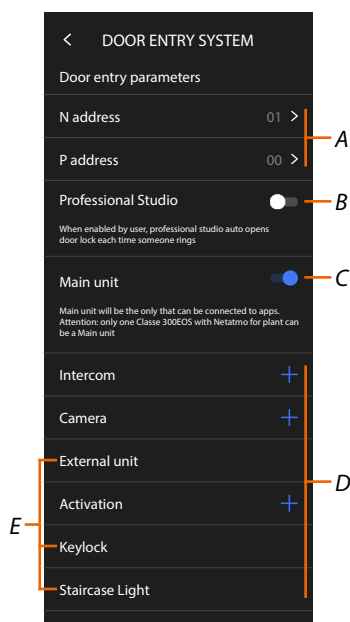 < DOOR ENTRY SYSTEM
Door entry parameters
N address 01 >
P address 00 >
A
Professional Studio
B
When enabled by user, professional studio auto opens
door lock each time someone rings
Main unit
C
Main unit will be the only that can be connected to apps.
Attention: only one Classe 300EOS with Netatmo for plant can
be a Main unit
Intercom +
Camera +
External unit
D
Activation +
E
Keylock
Staircase Light